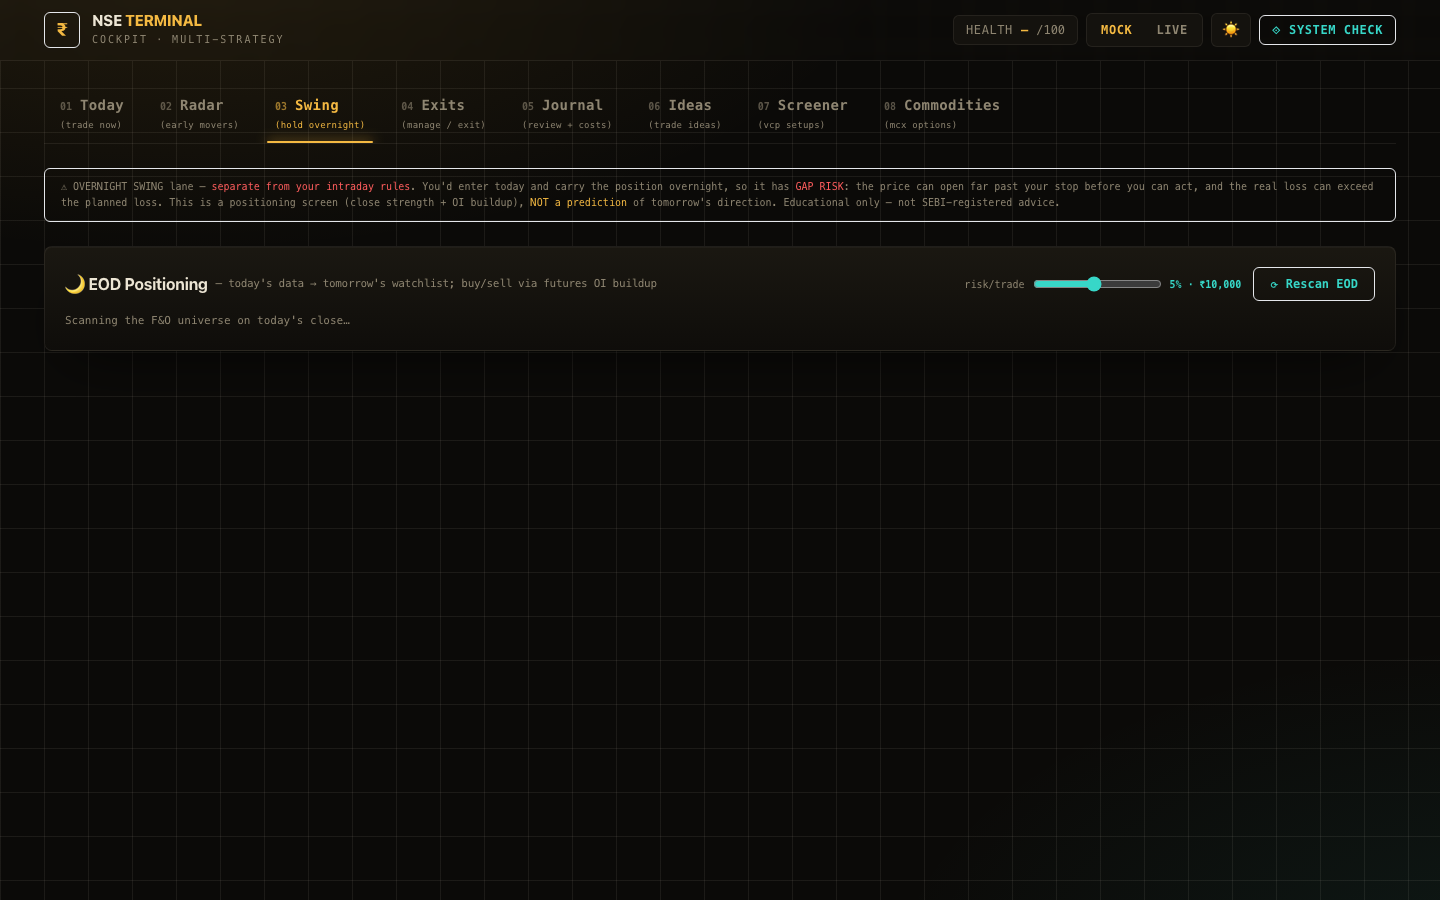 ₹
NSE TERMINAL
COCKPIT · MULTI-STRATEGY
HEALTH — /100
MOCK LIVE
☀️
⟐ SYSTEM CHECK
01 Today
(trade now)
02 Radar
(early movers)
03 Swing
(hold overnight)
04 Exits
(manage / exit)
05 Journal
(review + costs)
06 Ideas
(trade ideas)
07 Screener
(vcp setups)
08 Commodities
(mcx options)
⚠ OVERNIGHT SWING lane — separate from your intraday rules. You'd enter today and carry the position overnight, so it has GAP RISK: the price can open far past your stop before you can act, and the real loss can exceed
the planned loss. This is a positioning screen (close strength + OI buildup), NOT a prediction of tomorrow's direction. Educational only — not SEBI-registered advice.
🌙 EOD Positioning — today's data → tomorrow's watchlist; buy/sell via futures OI buildup
risk/trade 5% · ₹10,000
⟳ Rescan EOD
Scanning the F&O universe on today's close…